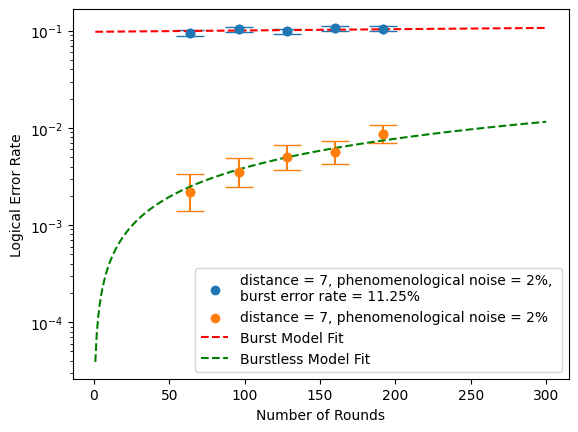 10⁻¹
10⁻²
10⁻³
10⁻⁴
Logical Error Rate
distance = 7, phenomenological noise = 2%,
burst error rate = 11.25%
distance = 7, phenomenological noise = 2%
Burst Model Fit
Burstless Model Fit
0 50 100 150 200 250 300
Number of Rounds